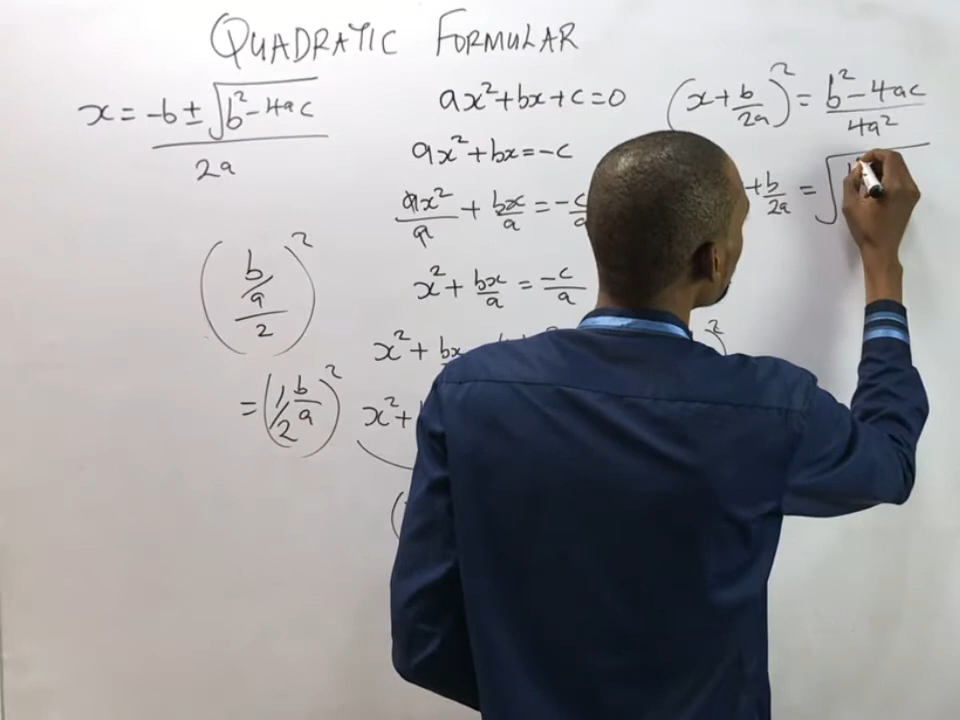 QUADRATIC FORMULAR
x = -b ± √(b² - 4ac) / 2a
(b/a / 2)²
= (1/2 b/a)²
ax² + bx + c = 0
ax² + bx = -c
ax²/a + bx/a = -c/a
x² + bx/a = -c/a
x² + bx
x² +
(x + b/2a)² = b² - 4ac / 4a²
+ b/2a = √